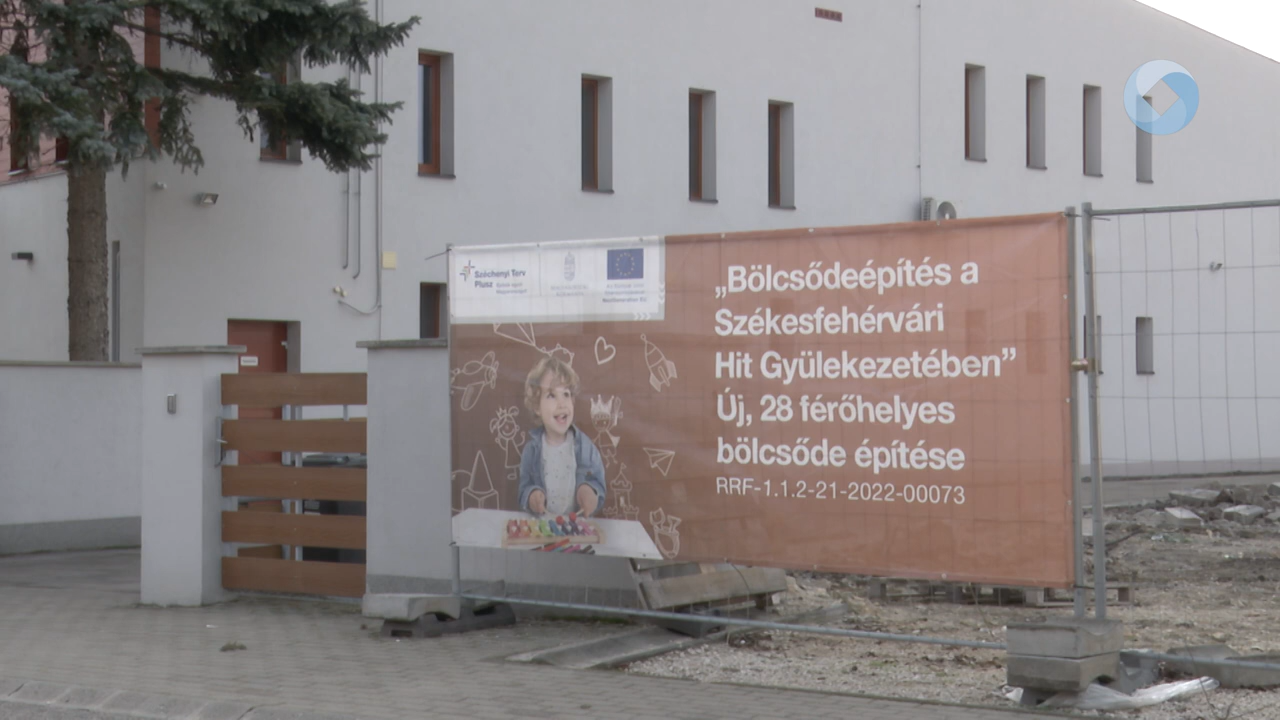 Széchenyi Terv
Plusz
„Bölcsődeépítés a
Székesfehérvári
Hit Gyülekezetében”
Új, 28 férőhelyes
bölcsőde építése
RRF-1.1.2-21-2022-00073